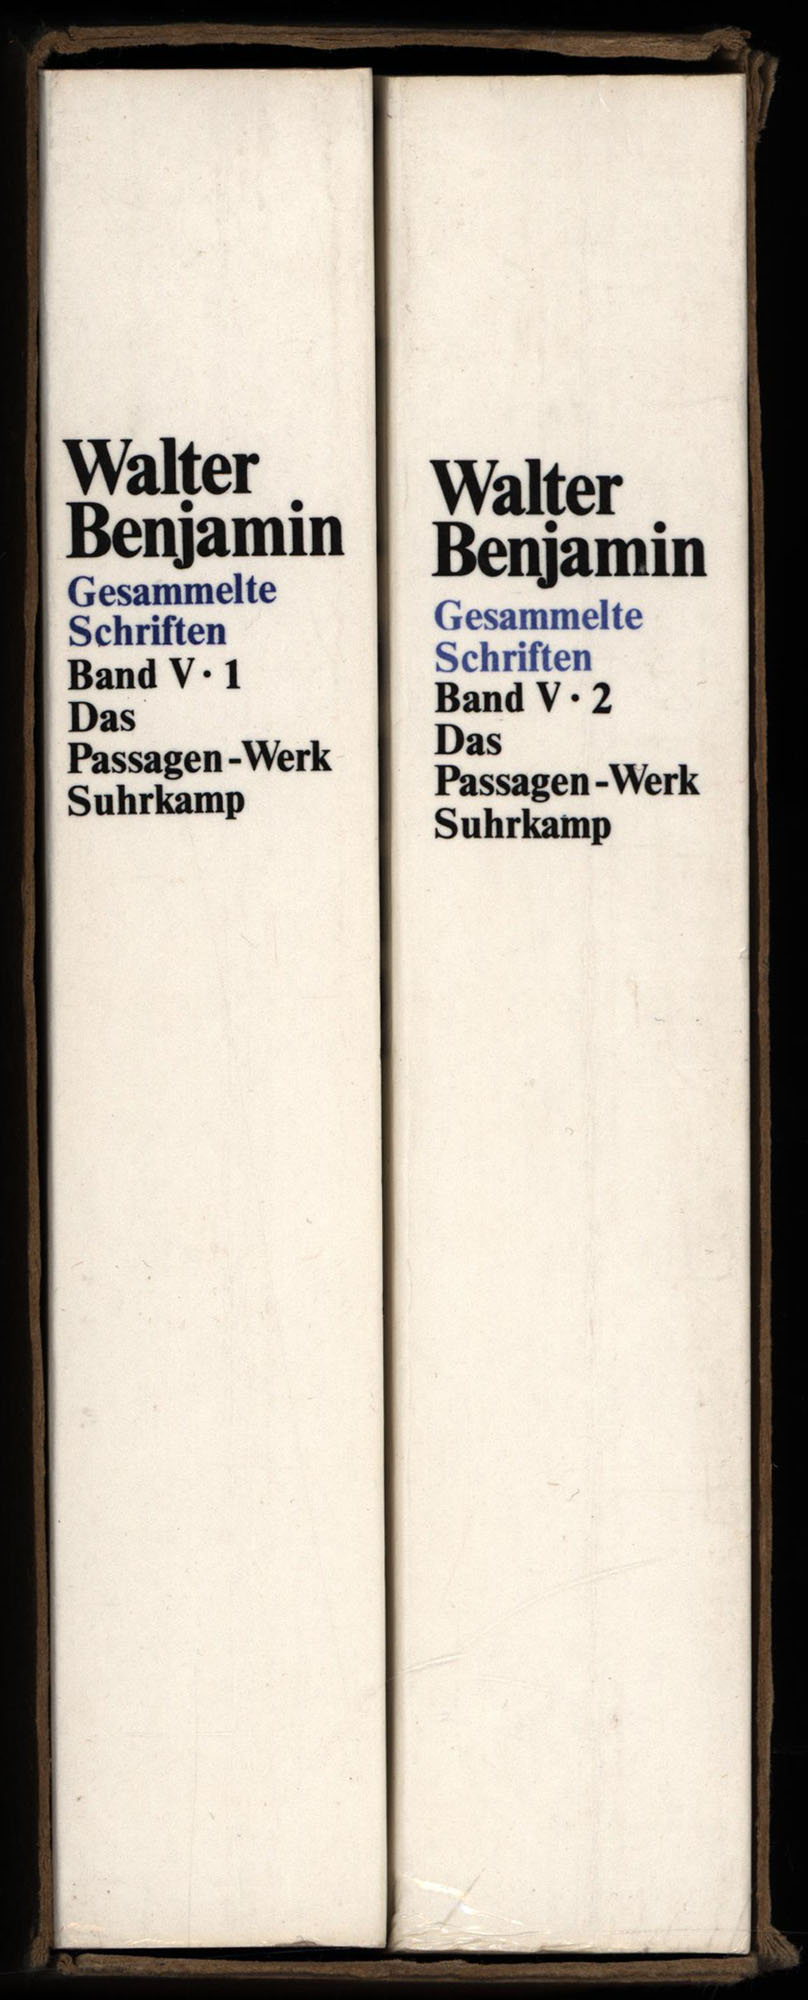 Walter
Benjamin
Gesammelte
Schriften
Band V · 1
Das
Passagen-Werk
Suhrkamp
Walter
Benjamin
Gesammelte
Schriften
Band V · 2
Das
Passagen-Werk
Suhrkamp